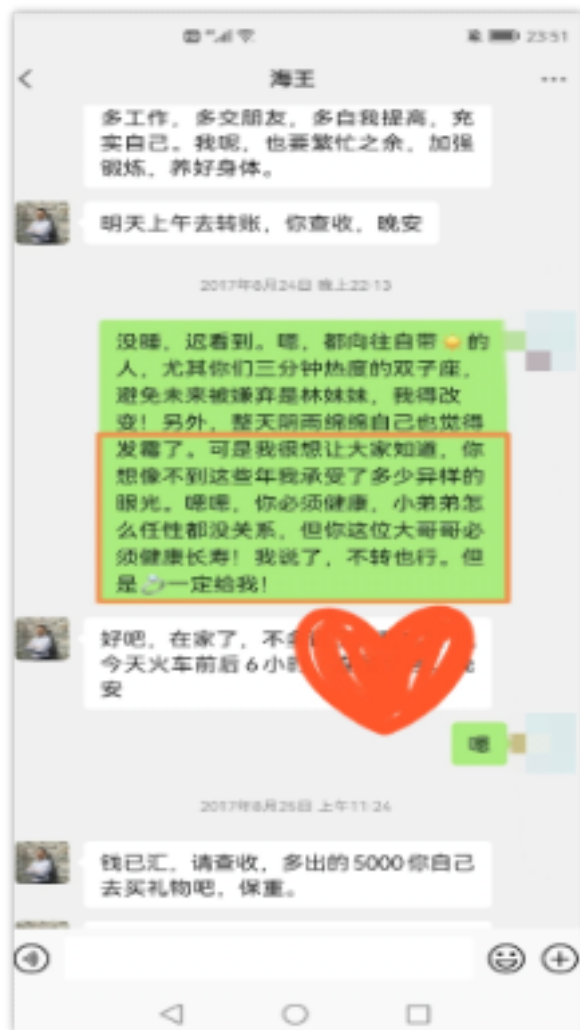 23:51
海王
多工作，多交朋友，多自我提高，充
实自己。我呢，也要繁忙之余，加强
锻炼，养好身体。
明天上午去转账，你查收，晚安
2017年8月24日 晚上22:13
没睡，迟看到。嗯，都向往自带🌕的
人，尤其你们三分钟热度的双子座，
避免未来被嫌弃是林妹妹，我得改
变！另外，整天阴雨绵绵自己也觉得
发霉了。可是我很想让大家知道，你
想像不到这些年我承受了多少异样的
眼光。嗯嗯，你必须健康，小弟弟怎
么任性都没关系，但你这位大哥哥必
须健康长寿！我说了，不转也行。但
是💍一定给我！
好吧，在家了，不
今天火车前后6小时
安
嗯
2017年8月25日 上午11:24
钱已汇，请查收，多出的5000你自己
去买礼物吧，保重。